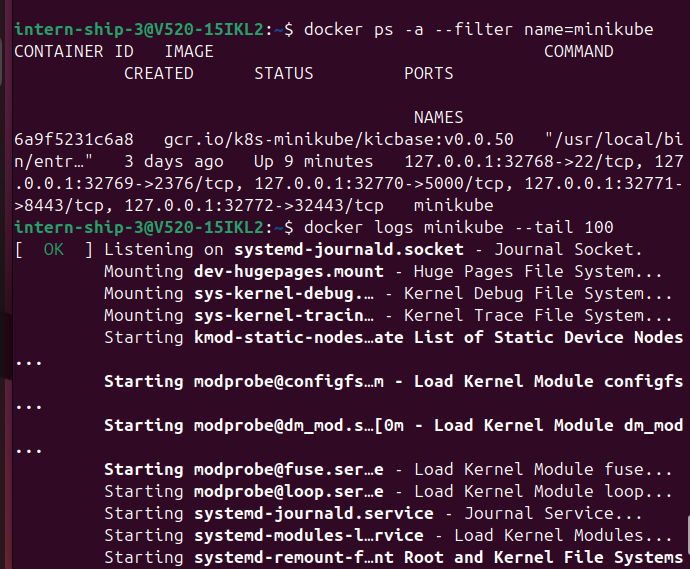 intern-ship-3@V520-15IKL2:~$ docker ps -a --filter name=minikube
CONTAINER ID   IMAGE                                 COMMAND
           CREATED      STATUS         PORTS
                                        NAMES
6a9f5231c6a8   gcr.io/k8s-minikube/kicbase:v0.0.50   "/usr/local/bi
n/entr…"   3 days ago   Up 9 minutes   127.0.0.1:32768->22/tcp, 127
.0.0.1:32769->2376/tcp, 127.0.0.1:32770->5000/tcp, 127.0.0.1:32771-
>8443/tcp, 127.0.0.1:32772->32443/tcp   minikube
intern-ship-3@V520-15IKL2:~$ docker logs minikube --tail 100
[  OK  ] Listening on systemd-journald.socket - Journal Socket.
         Mounting dev-hugepages.mount - Huge Pages File System...
         Mounting sys-kernel-debug.… - Kernel Debug File System...
         Mounting sys-kernel-tracin… - Kernel Trace File System...
         Starting kmod-static-nodes…ate List of Static Device Nodes
...
         Starting modprobe@configfs…m - Load Kernel Module configfs
...
         Starting modprobe@dm_mod.s…[0m - Load Kernel Module dm_mod
...
         Starting modprobe@fuse.ser…e - Load Kernel Module fuse...
         Starting modprobe@loop.ser…e - Load Kernel Module loop...
         Starting systemd-journald.service - Journal Service...
         Starting systemd-modules-l…rvice - Load Kernel Modules...
         Starting systemd-remount-f…nt Root and Kernel File Systems